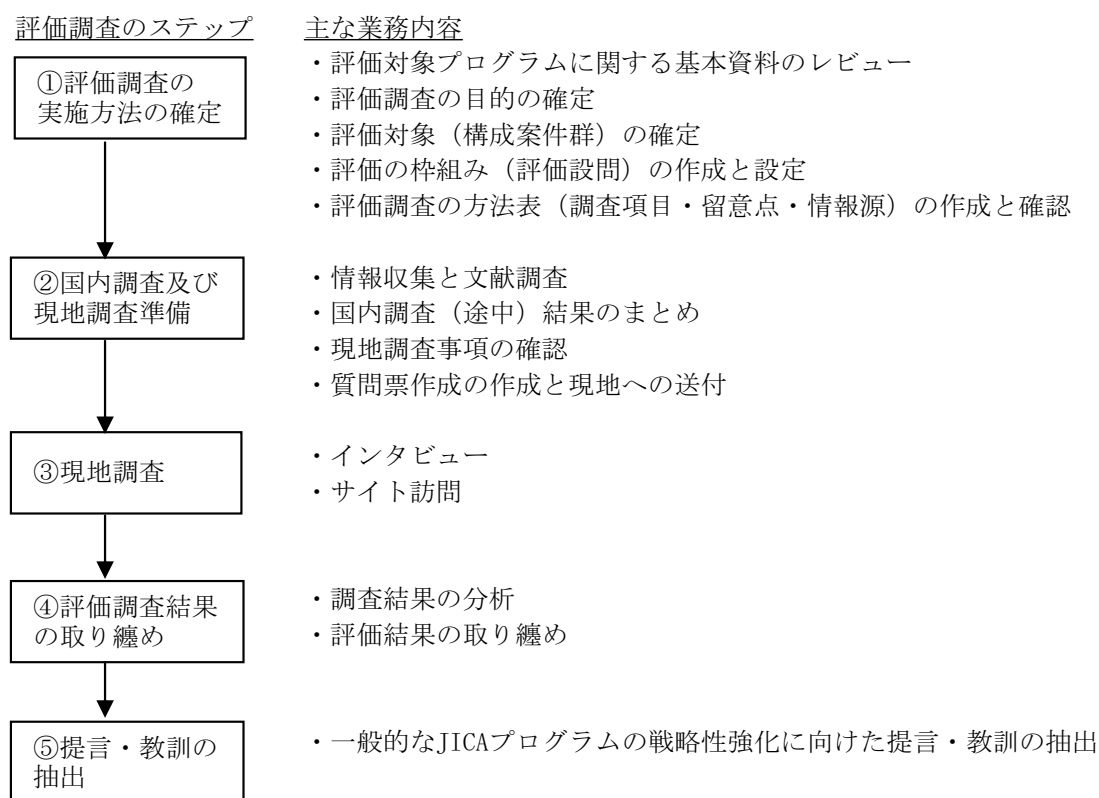 評価調査のステップ 主な業務内容
①評価調査の
実施方法の確定
・評価対象プログラムに関する基本資料のレビュー
・評価調査の目的の確定
・評価対象（構成案件群）の確定
・評価の枠組み（評価設問）の作成と設定
・評価調査の方法表（調査項目・留意点・情報源）の作成と確認
②国内調査及び
現地調査準備
・情報収集と文献調査
・国内調査（途中）結果のまとめ
・現地調査事項の確認
・質問票作成の作成と現地への送付
③現地調査
・インタビュー
・サイト訪問
④評価調査結果
の取り纏め
・調査結果の分析
・評価結果の取り纏め
⑤提言・教訓の
抽出
・一般的なJICAプログラムの戦略性強化に向けた提言・教訓の抽出